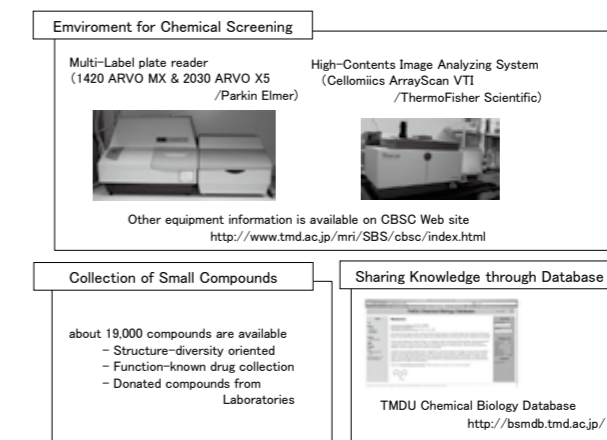 Emviroment for Chemical Screening
Multi-Label plate reader
(1420 ARVO MX & 2030 ARVO X5
/Parkin Elmer)
High-Contents Image Analyzing System
(Cellomiics ArrayScan VTI
/ThermoFisher Scientific)
Other equipment information is available on CBSC Web site
http://www.tmd.ac.jp/mri/SBS/cbsc/index.html
Collection of Small Compounds
about 19,000 compounds are available
- Structure-diversity oriented
- Function-known drug collection
- Donated compounds from
Laboratories
Sharing Knowledge through Database
TMDU Chemical Biology Database
TMDU Chemical Biology Database
http://bsmdb.tmd.ac.jp/